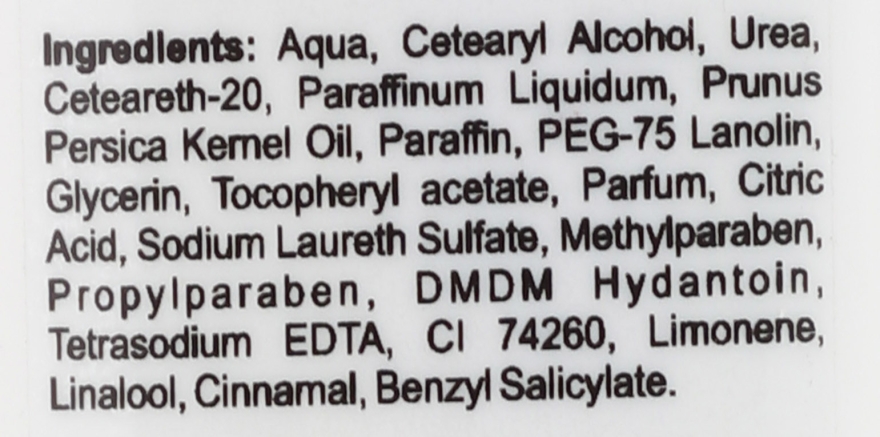 Ingredients: Aqua, Cetearyl Alcohol, Urea,
Ceteareth-20, Paraffinum Liquidum, Prunus
Persica Kernel Oil, Paraffin, PEG-75 Lanolin,
Glycerin, Tocopheryl acetate, Parfum, Citric
Acid, Sodium Laureth Sulfate, Methylparaben,
Propylparaben, DMDM Hydantoin,
Tetrasodium EDTA, CI 74260, Limonene,
Linalool, Cinnamal, Benzyl Salicylate.